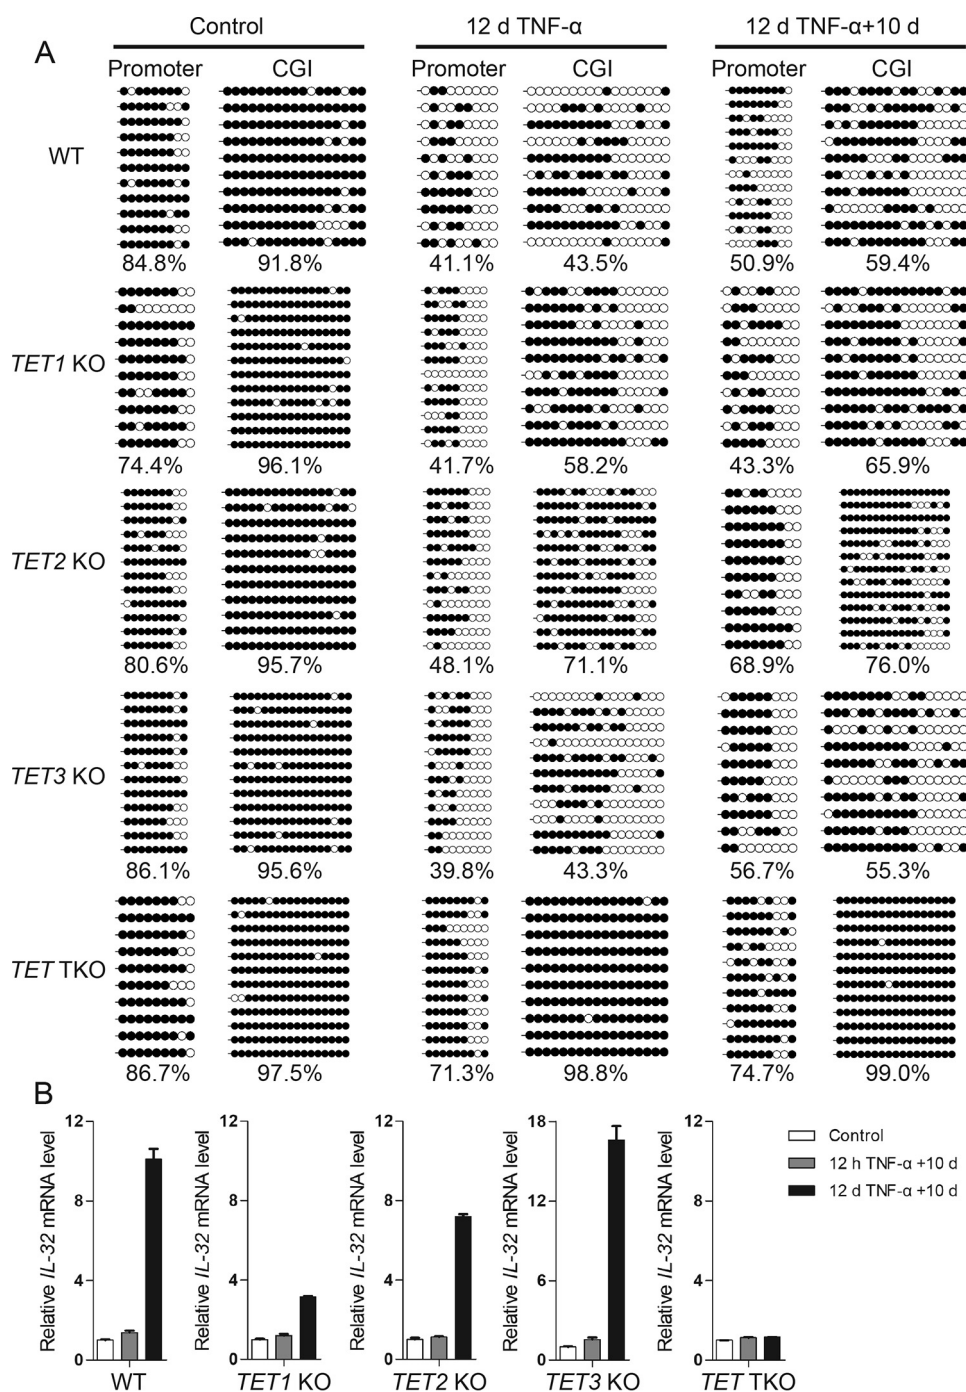 A
Control 12 d TNF-α 12 d TNF-α+10 d
Promoter CGI Promoter CGI Promoter CGI
WT
84.8% 91.8% 41.1% 43.5% 50.9% 59.4%
TET1 KO
74.4% 96.1% 41.7% 58.2% 43.3% 65.9%
TET2 KO
80.6% 95.7% 48.1% 71.1% 68.9% 76.0%
TET3 KO
86.1% 95.6% 39.8% 43.3% 56.7% 55.3%
TET TKO
86.7% 97.5% 71.3% 98.8% 74.7% 99.0%
B
Relative IL-32 mRNA level
12
8
4
0
WT
Relative IL-32 mRNA level
12
8
4
0
TET1 KO
Relative IL-32 mRNA level
12
8
4
0
TET2 KO
Relative IL-32 mRNA level
18
12
6
0
TET3 KO
Relative IL-32 mRNA level
12
8
4
0
TET TKO
Control
12 h TNF-α +10 d
12 d TNF-α +10 d